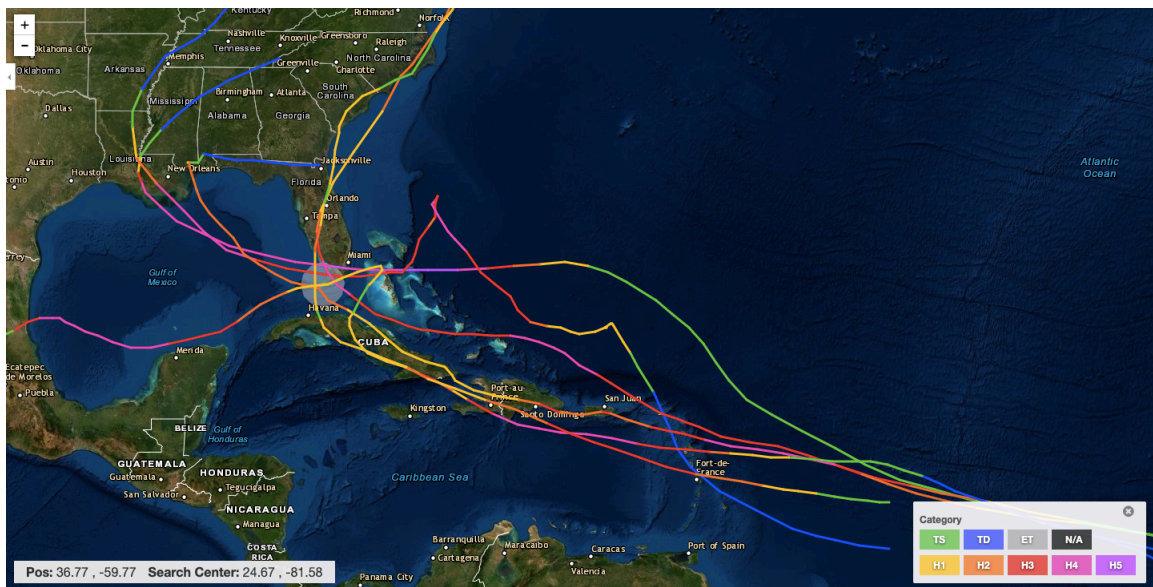 +
−
Kentucky
Richmond
Norfolk
Oklahoma City
Nashville
Knoxville
Greensboro
Raleigh
Tennessee
Oklahoma
Arkansas
Memphis
Greenville
North Carolina
Charlotte
South
Carolina
Mississippi
Birmingham
Atlanta
Dallas
Alabama
Georgia
Austin
Louisiana
Jacksonville
Houston
New Orleans
Florida
Orlando
Tampa
Atlantic
Ocean
Miami
Gulf of
Mexico
Havana
CUBA
Merida
Ecatepec
de Morelos
Puebla
Port-au-
Prince
San Juan
Kingston
Santo Domingo
BELIZE
Gulf of
Honduras
GUATEMALA
Guatemala
HONDURAS
Tegucigalpa
San Salvador
Caribbean Sea
Fort-de-
France
NICARAGUA
Managua
COSTA
RICA
Barranquilla
Cartagena
Maracaibo
Caracas
Valencia
Port of Spain
Panama City
Category
TS TD ET N/A
H1 H2 H3 H4 H5
Pos: 36.77 , -59.77 Search Center: 24.67 , -81.58